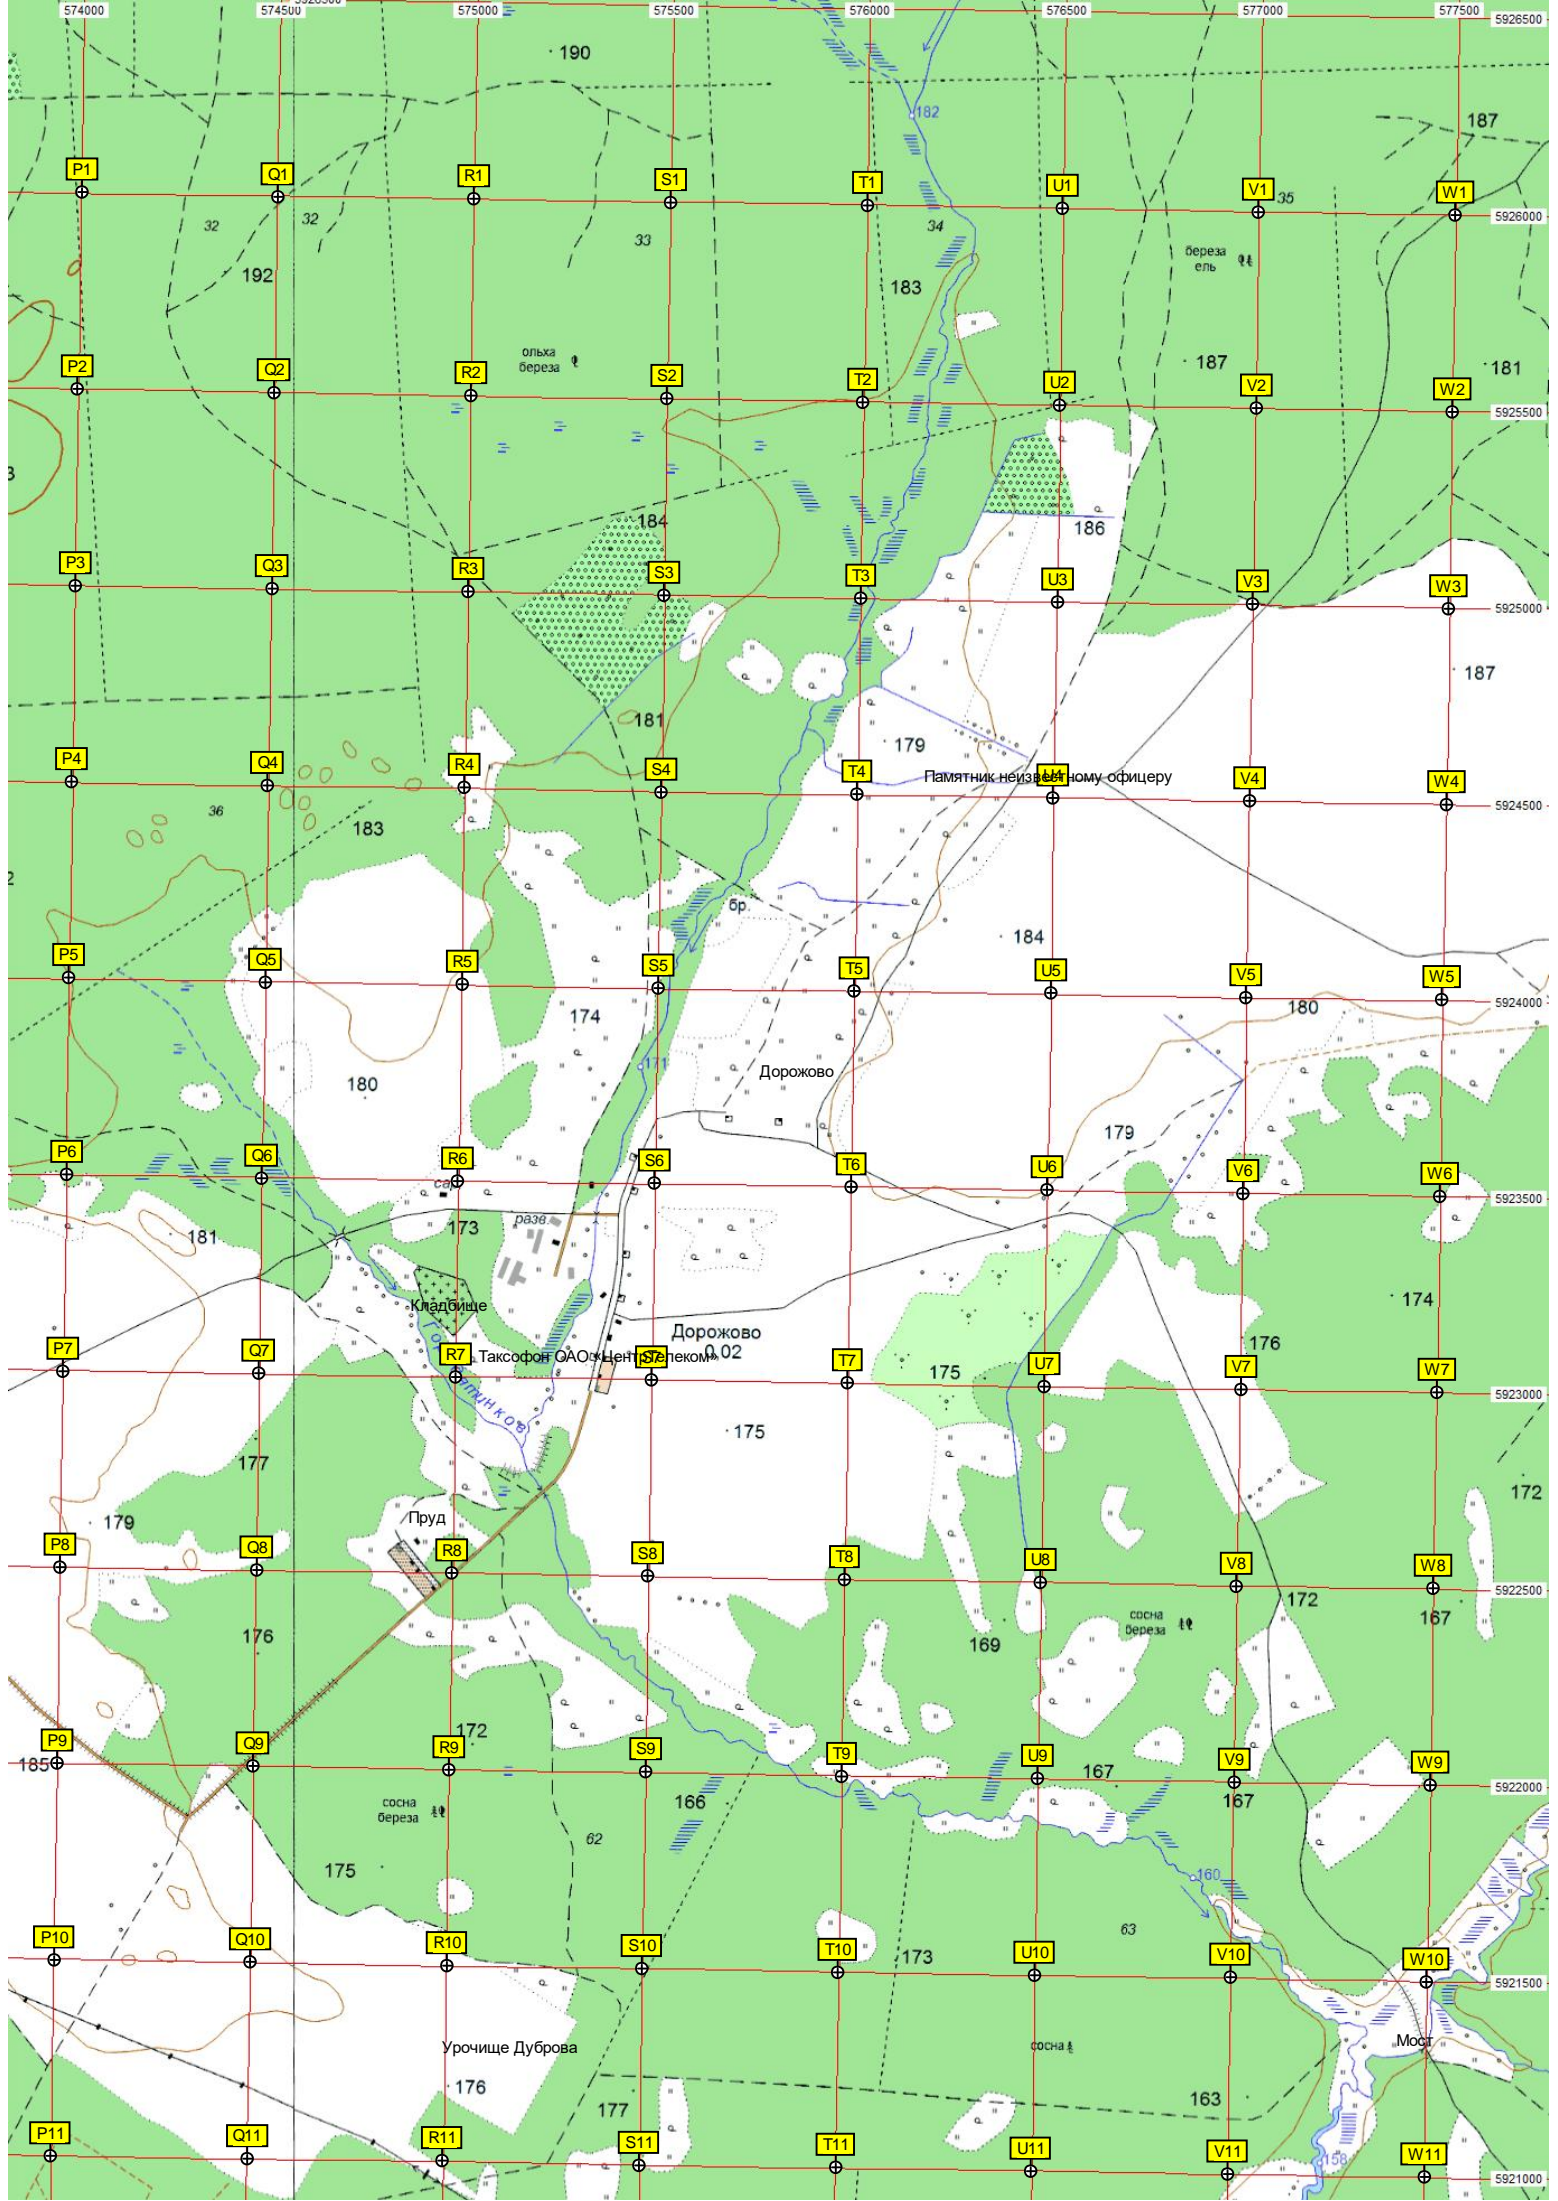 574000 574500 575000 575500 576000 576500 577000 577500
5926500
190
182
187
P1 Q1 R1 S1 T1 U1 V1 W1
35
5926000
32 32 33 34
береза
ель
192
183
ольха
береза
187
181
P2 Q2 R2 S2 T2 U2 V2 W2
5925500
184
186
P3 Q3 R3 S3 T3 U3 V3 W3
5925000
187
181
179
P4 Q4 R4 S4 T4 U4 V4 W4
Памятник неизвестному офицеру
5924500
36
183
бр.
184
P5 Q5 R5 S5 T5 U5 V5 W5
5924000
180
174
171
Дорожово
180
179
P6 Q6 R6 S6 T6 U6 V6 W6
сар.
5923500
разв.
173
181
174
Кладбище
Дорожово
0.02
176
P7 Q7 R7 S7 T7 U7 V7 W7
Таксофон ОАО «ЦентрТелеком»
175
5923000
175
177
172
179
Пруд
P8 Q8 R8 S8 T8 U8 V8 W8
5922500
172
167
сосна
береза
176
169
172
P9 Q9 R9 S9 T9 U9 V9 W9
185
167
5922000
166
167
сосна
береза
62
175
160
63
P10 Q10 R10 S10 T10 U10 V10 W10
173
5921500
Мост
Урочище Дуброва
сосна
176
177
163
P11 Q11 R11 S11 T11 U11 V11 W11
158
5921000